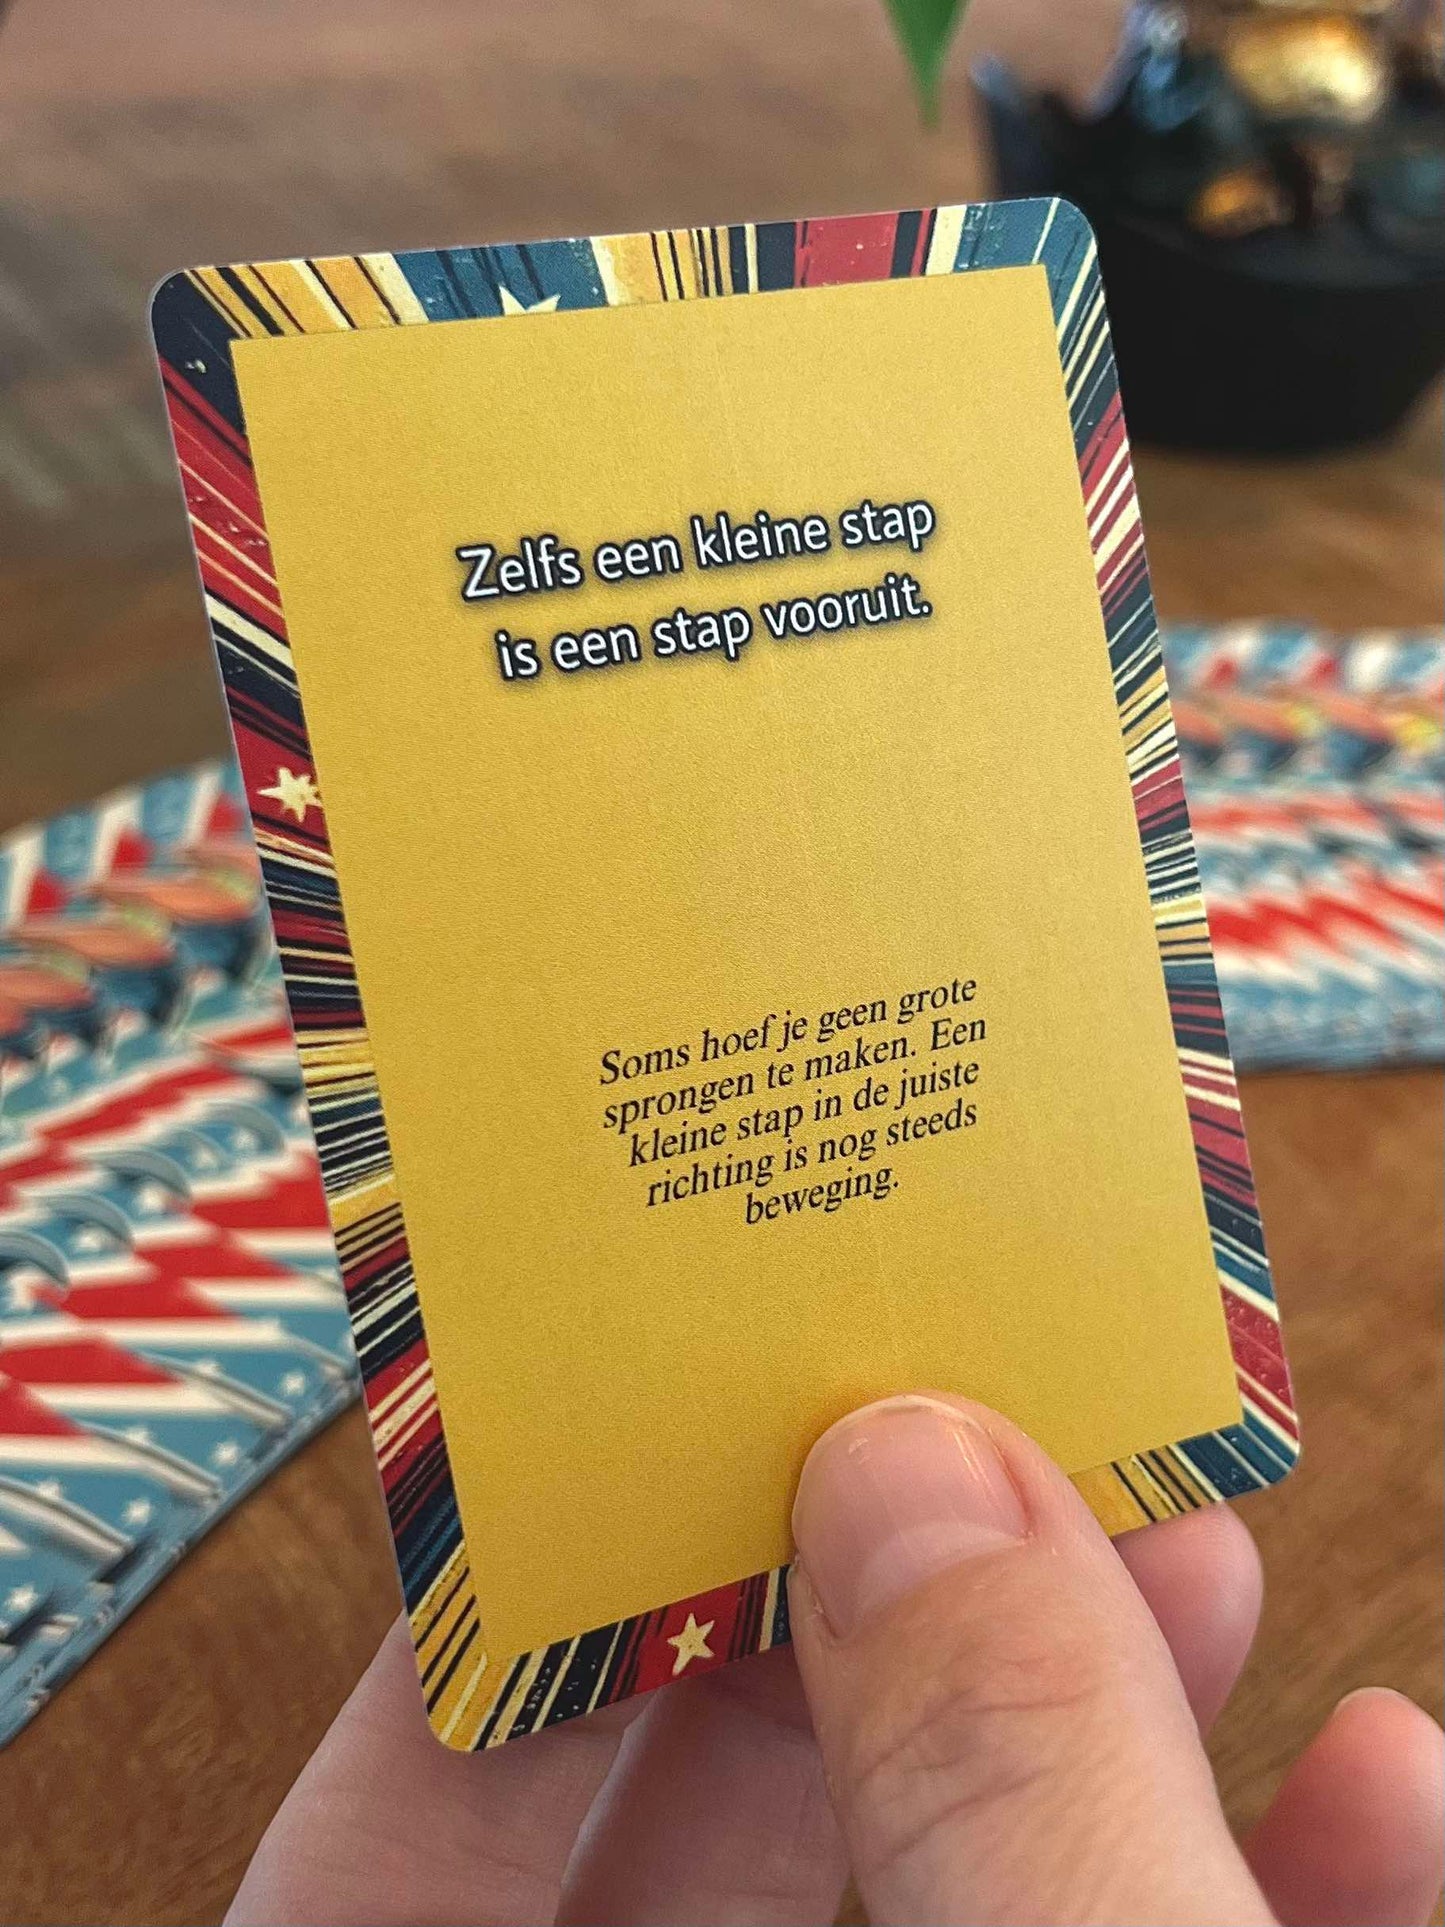 Zelfs een kleine stap
is een stap vooruit.
Soms hoef je geen grote
sprongen te maken. Een
kleine stap in de juiste
richting is nog steeds
beweging.